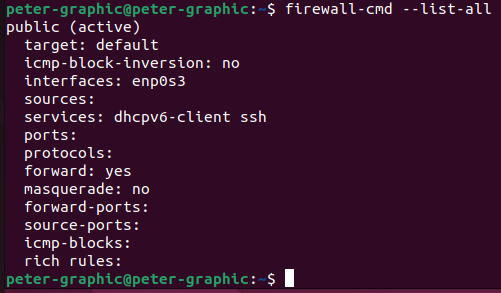 peter-graphic@peter-graphic:~$ firewall-cmd --list-all
public (active)
  target: default
  icmp-block-inversion: no
  interfaces: enp0s3
  sources:
  services: dhcpv6-client ssh
  ports:
  protocols:
  forward: yes
  masquerade: no
  forward-ports:
  source-ports:
  icmp-blocks:
  rich rules:
peter-graphic@peter-graphic:~$